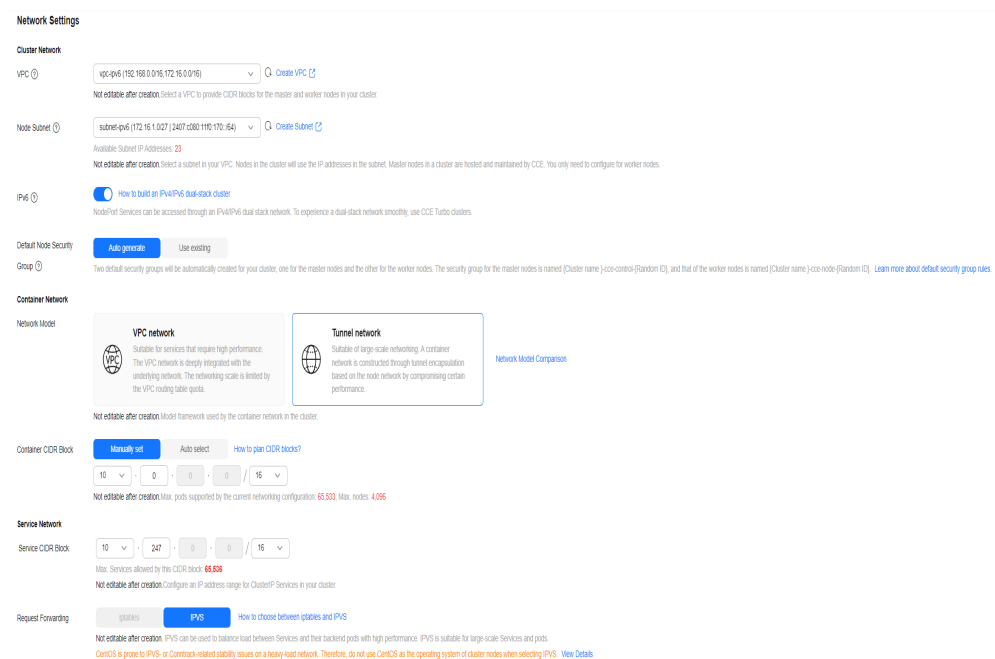 Network Settings
Cluster Network
VPC ?
vpc-ipv6 (192.168.0.0/16,172.16.0.0/16)
Create VPC
Not editable after creation.Select a VPC to provide CIDR blocks for the master and worker nodes in your cluster.
Node Subnet ?
subnet-ipv6 (172.16.1.0/27 | 2407:c080:11f0:170::/64)
Create Subnet
Available Subnet IP Addresses: 23
Not editable after creation.Select a subnet in your VPC. Nodes in the cluster will use the IP addresses in the subnet. Master nodes in a cluster are hosted and maintained by CCE. You only need to configure for worker nodes.
IPv6 ?
How to build an IPv4/IPv6 dual-stack cluster
NodePort Services can be accessed through an IPv4/IPv6 dual stack network. To experience a dual-stack network smoothly, use CCE Turbo clusters.
Default Node Security
Group ?
Auto generate
Use existing
Two default security groups will be automatically created for your cluster, one for the master nodes and the other for the worker nodes. The security group for the master nodes is named {Cluster name }-cce-control-{Random ID}, and that of the worker nodes is named {Cluster name }-cce-node-{Random ID}. Learn more about default security group rules
Container Network
Network Model
VPC network
Suitable for services that require high performance.
The VPC network is deeply integrated with the
underlying network. The networking scale is limited by
the VPC routing table quota.
VPC
Tunnel network
Suitable of large-scale networking. A container
network is constructed through tunnel encapsulation
based on the node network by compromising certain
performance.
Network Model Comparison
Not editable after creation.Model framework used by the container network in the cluster.
Container CIDR Block
Manually set
Auto select
How to plan CIDR blocks?
10 . 0 . 0 . 0 / 16
Not editable after creation.Max. pods supported by the current networking configuration: 65,533; Max. nodes: 4,095
Service Network
Service CIDR Block
10 . 247 . 0 . 0 / 16
Max. Services allowed by this CIDR block: 65,536
Not editable after creation.Configure an IP address range for ClusterIP Services in your cluster.
Request Forwarding
iptables
IPVS
How to choose between iptables and IPVS
Not editable after creation. IPVS can be used to balance load between Services and their backend pods with high performance. IPVS is suitable for large-scale Services and pods.
CentOS is prone to IPVS- or Conntrack-related stability issues on a heavy-load network. Therefore, do not use CentOS as the operating system of cluster nodes when selecting IPVS View Details